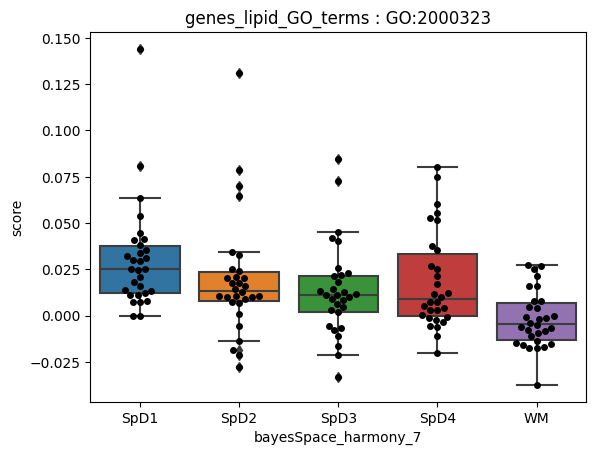 genes_lipid_GO_terms : GO:2000323
0.150
0.125
0.100
0.075
0.050
0.025
0.000
−0.025
score
SpD1 SpD2 SpD3 SpD4 WM
bayesSpace_harmony_7